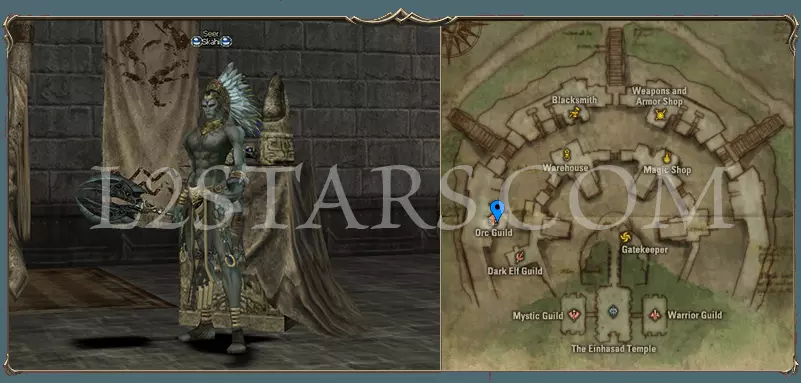 Seer
Skahi
L2STARS.COM
Blacksmith
Weapons and
Armor Shop
Warehouse
Magic Shop
Orc Guild
Gatekeeper
Dark Elf Guild
Mystic Guild
Warrior Guild
The Einhasad Temple